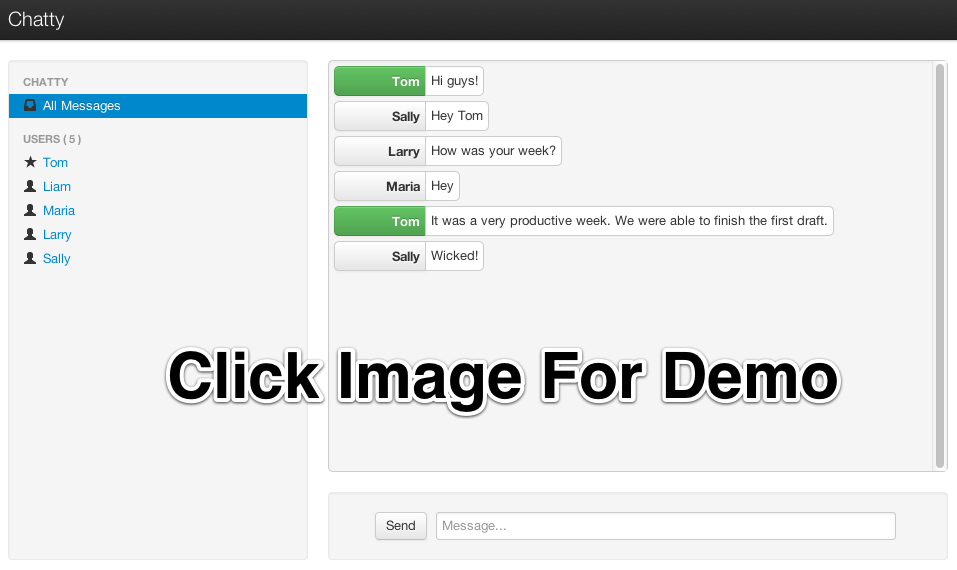 Chatty
CHATTY
All Messages
USERS ( 5 )
Tom
Liam
Maria
Larry
Sally
Tom Hi guys!
Sally Hey Tom
Larry How was your week?
Maria Hey
Tom It was a very productive week. We were able to finish the first draft.
Sally Wicked!
Click Image For Demo
Send Message...